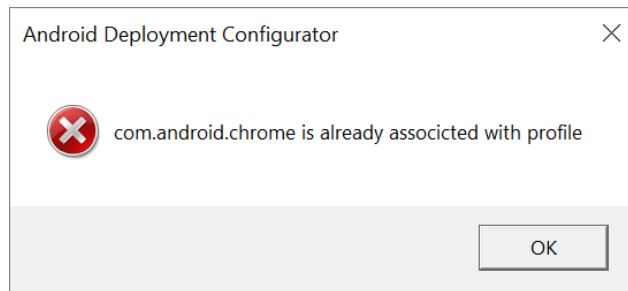 Android Deployment Configurator
com.android.chrome is already associcted with profile
OK